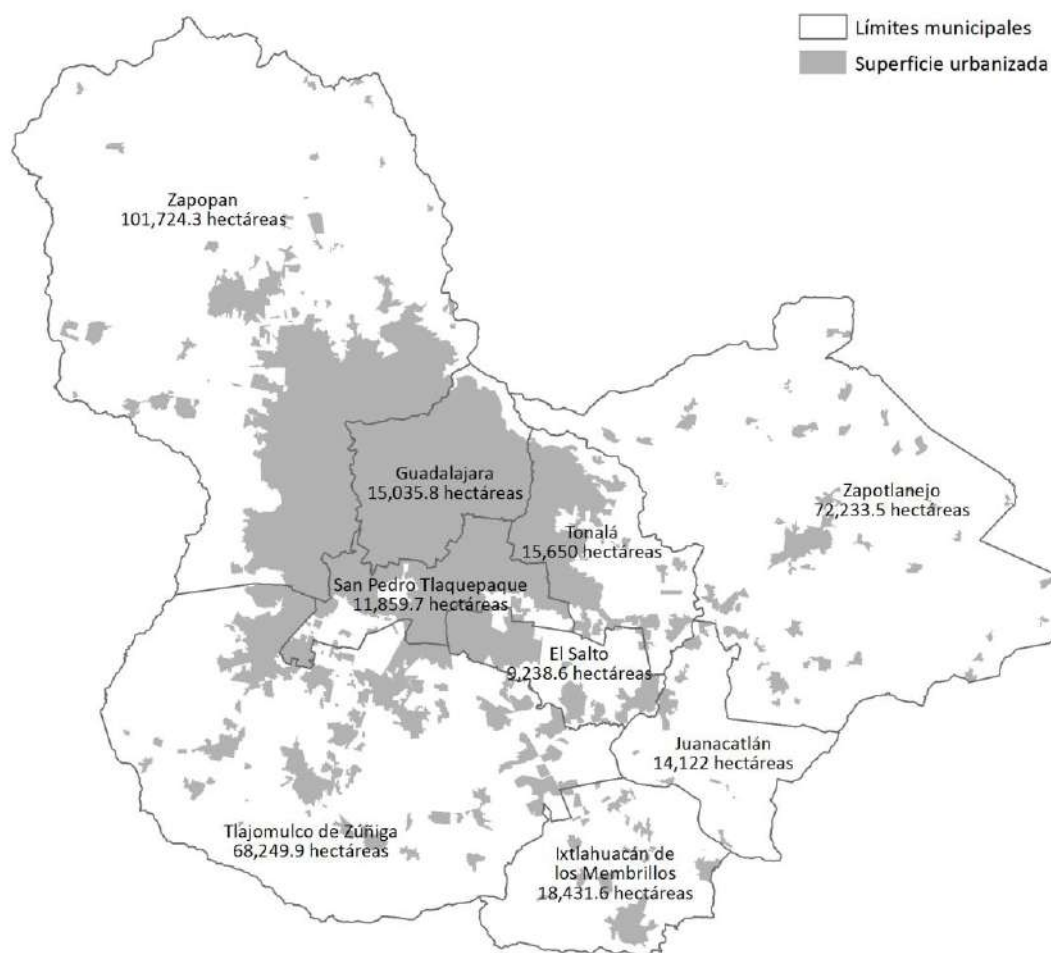 Límites municipales
Superficie urbanizada
Zapopan
101,724.3 hectáreas
Guadalajara
15,035.8 hectáreas
Zapotlanejo
72,233.5 hectáreas
Tonalá
15,650 hectáreas
San Pedro Tlaquepaque
11,859.7 hectáreas
El Salto
9,238.6 hectáreas
Juanacatlán
14,122 hectáreas
Tlajomulco de Zúñiga
68,249.9 hectáreas
Ixtlahuacán de
los Membrillos
18,431.6 hectáreas